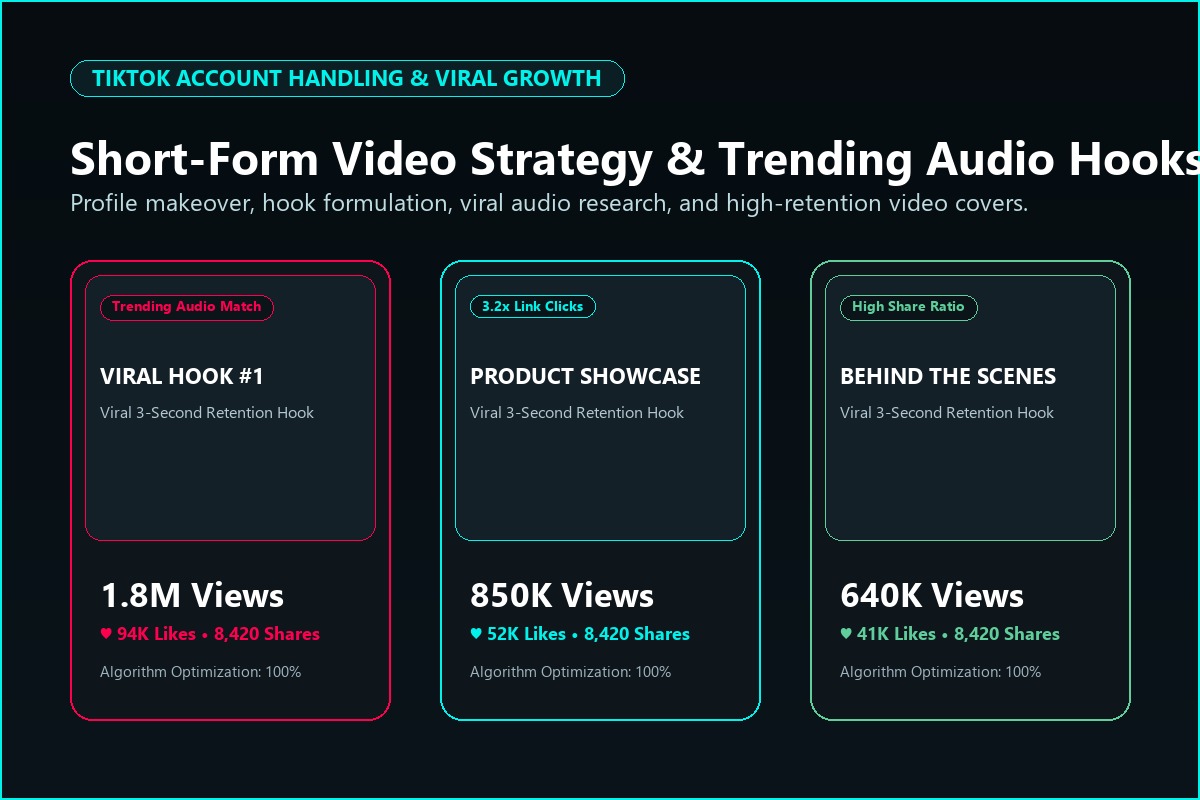 TIKTOK ACCOUNT HANDLING & VIRAL GROWTH
Short-Form Video Strategy & Trending Audio Hooks
Profile makeover, hook formulation, viral audio research, and high-retention video covers.
Trending Audio Match
VIRAL HOOK #1
Viral 3-Second Retention Hook
1.8M Views
♥ 94K Likes • 8,420 Shares
Algorithm Optimization: 100%
3.2x Link Clicks
PRODUCT SHOWCASE
Viral 3-Second Retention Hook
850K Views
♥ 52K Likes • 8,420 Shares
Algorithm Optimization: 100%
High Share Ratio
BEHIND THE SCENES
Viral 3-Second Retention Hook
640K Views
♥ 41K Likes • 8,420 Shares
Algorithm Optimization: 100%